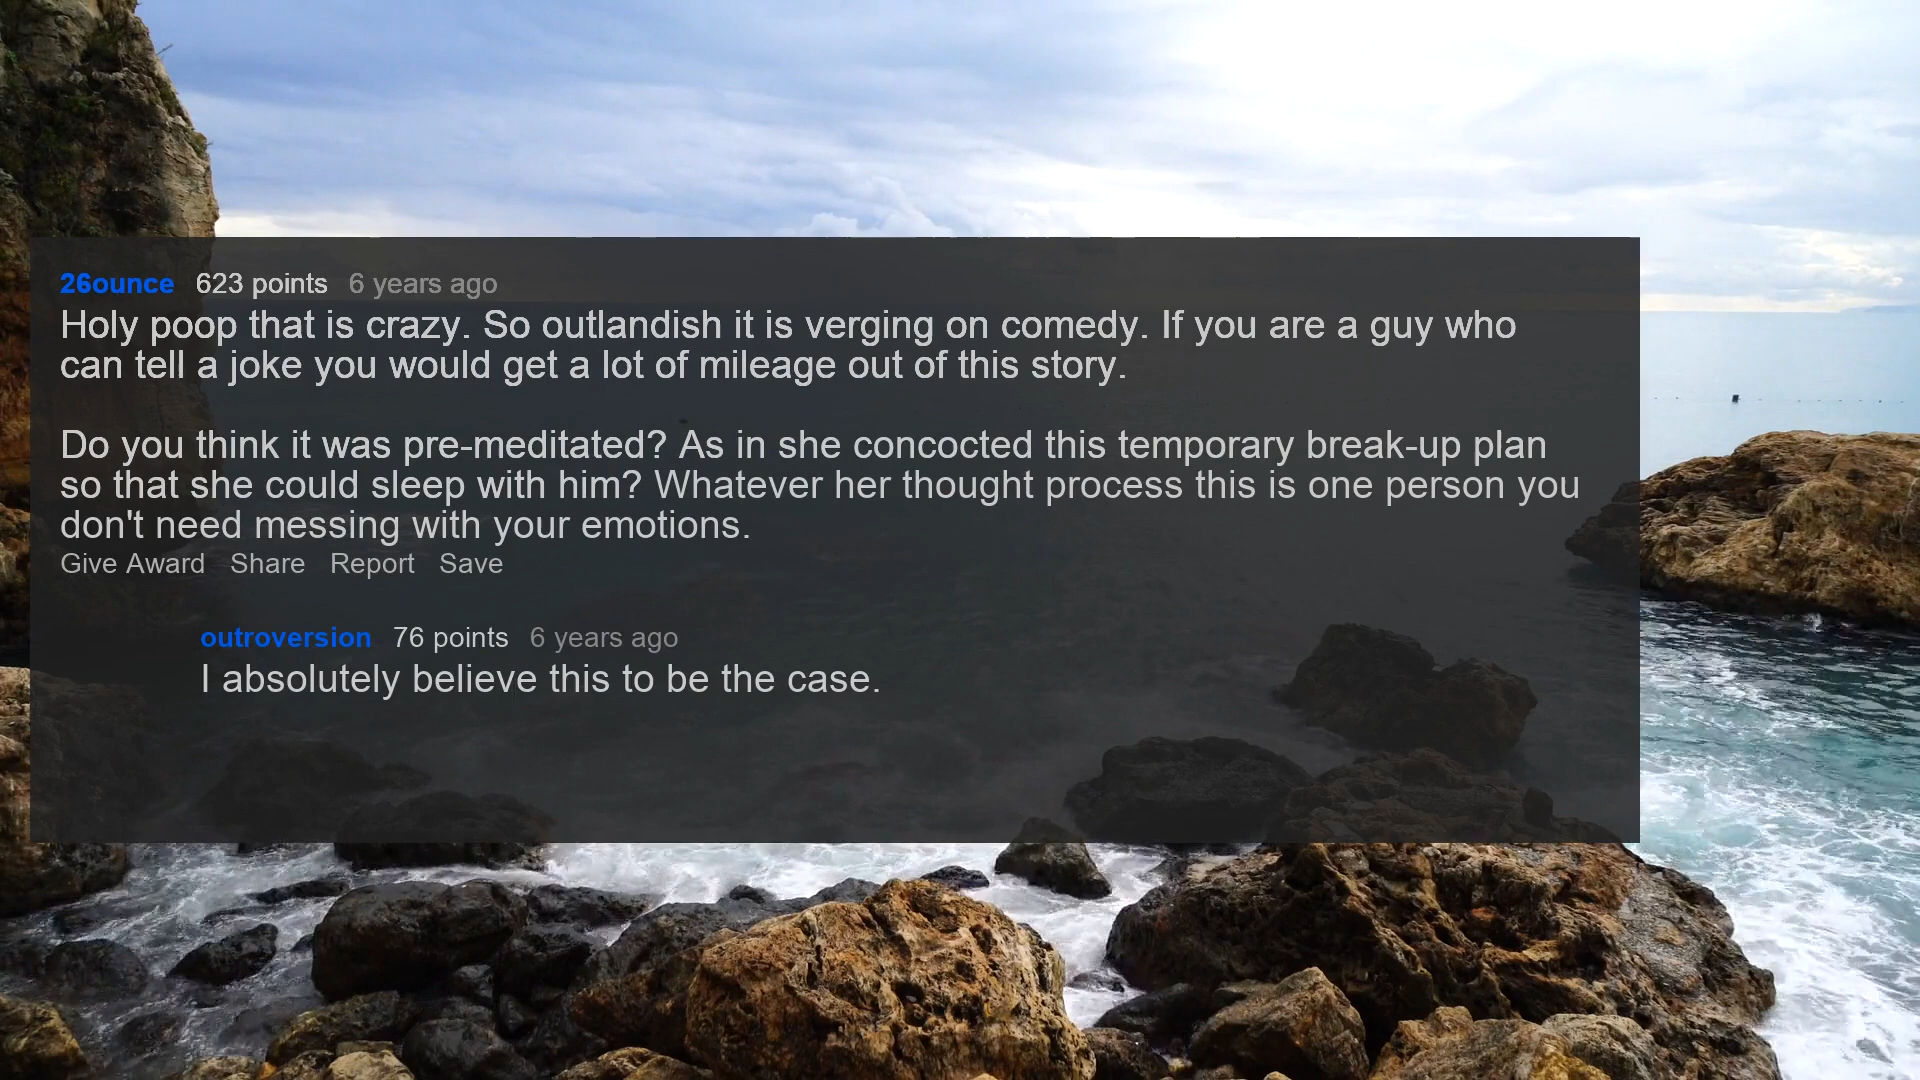 26ounce 623 points 6 years ago
Holy poop that is crazy. So outlandish it is verging on comedy. If you are a guy who
can tell a joke you would get a lot of mileage out of this story.
Do you think it was pre-meditated? As in she concocted this temporary break-up plan
so that she could sleep with him? Whatever her thought process this is one person you
don't need messing with your emotions.
Give Award Share Report Save
outroversion 76 points 6 years ago
I absolutely believe this to be the case.